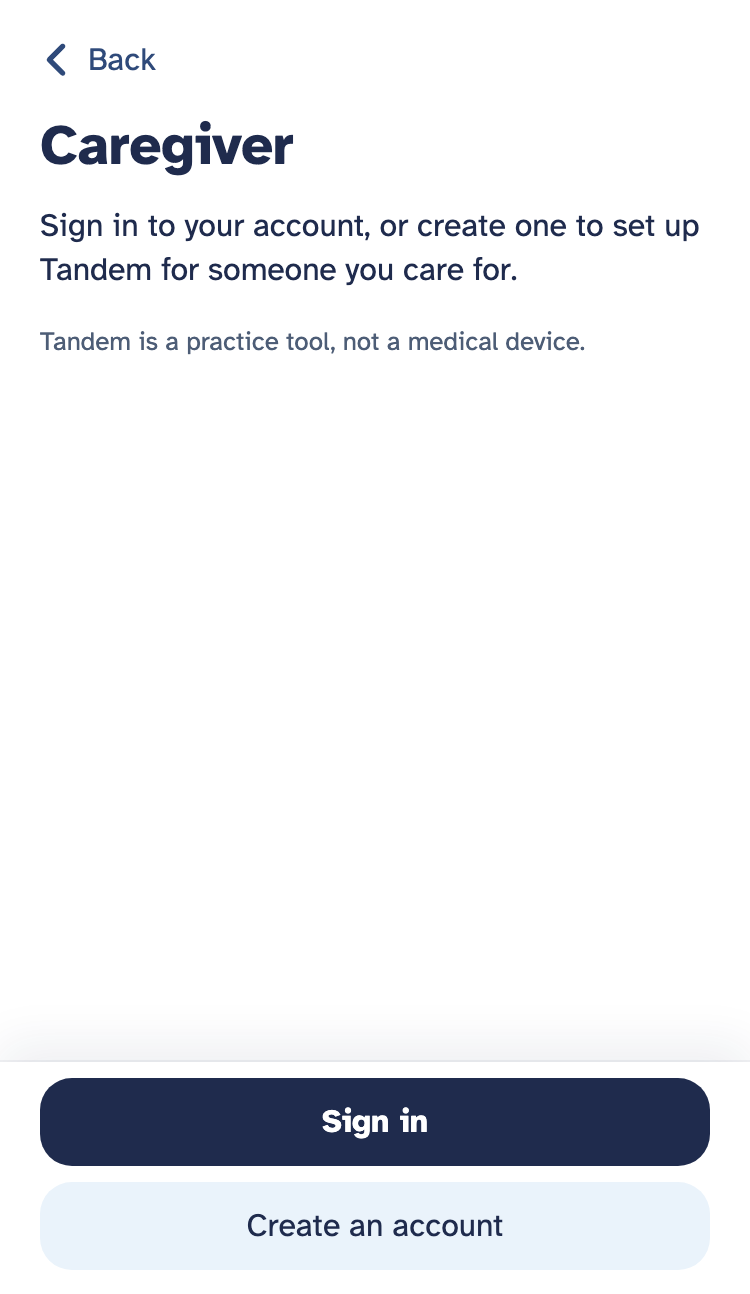 Back
Caregiver
Sign in to your account, or create one to set up
Tandem for someone you care for.
Tandem is a practice tool, not a medical device.
Sign in
Create an account